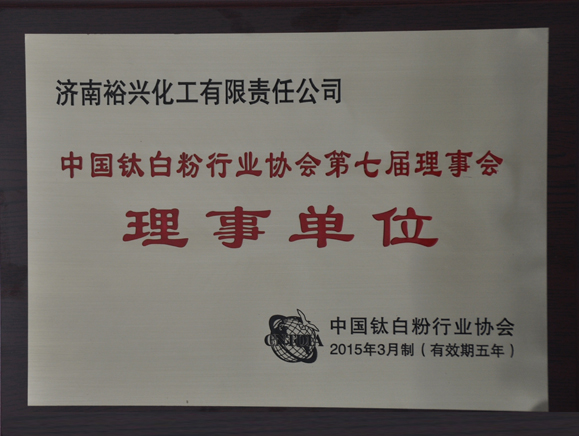 济南裕兴化工有限责任公司
中国钛白粉行业协会第七届理事会
理事单位
中国钛白粉行业协会
2015年3月制（有效期五年）